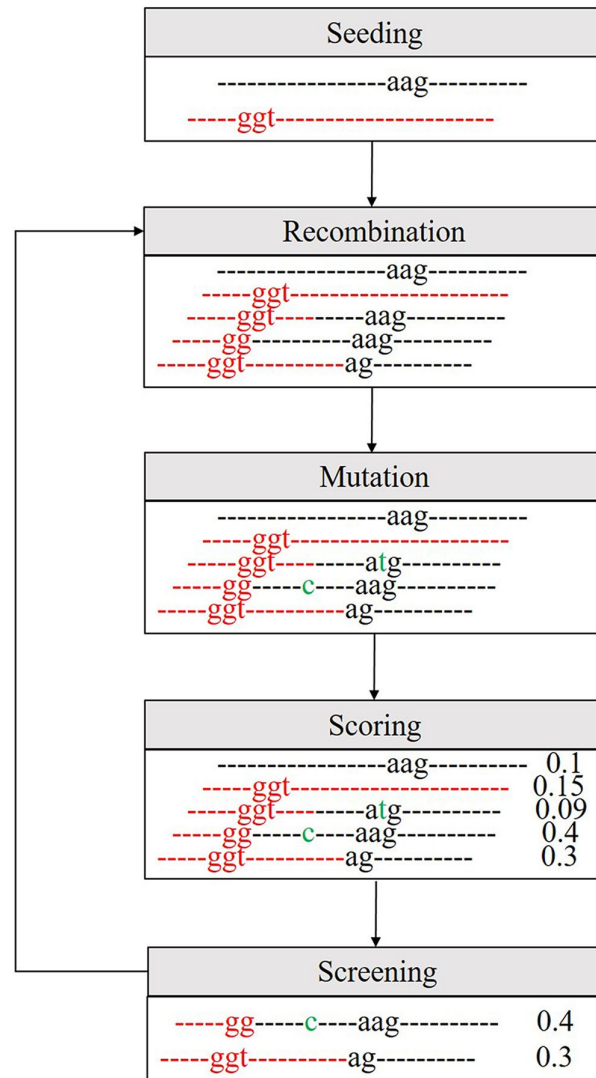 Seeding
-----------------aag----------
-----ggt----------------------
Recombination
-----------------aag----------
-----ggt----------------------
-----ggt----------aag----------
-----gg----------aag----------
-----ggt----------ag----------
Mutation
-----------------aag----------
-----ggt----------------------
-----ggt----------atg----------
-----gg-----c----aag----------
-----ggt----------ag----------
Scoring
-----------------aag---------- 0.1
-----ggt---------------------- 0.15
-----ggt----------atg---------- 0.09
-----gg-----c----aag---------- 0.4
-----ggt----------ag---------- 0.3
Screening
-----gg-----c----aag---------- 0.4
-----ggt----------ag---------- 0.3